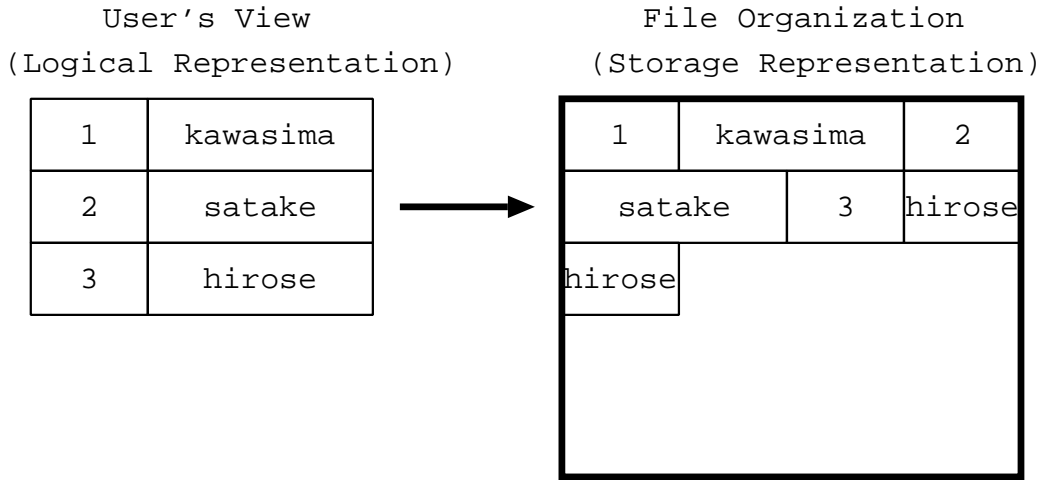 User's View
(Logical Representation)
1 kawasima
2 satake
3 hirose
File Organization
(Storage Representation)
1 kawasima 2
satake 3 hirose
hirose